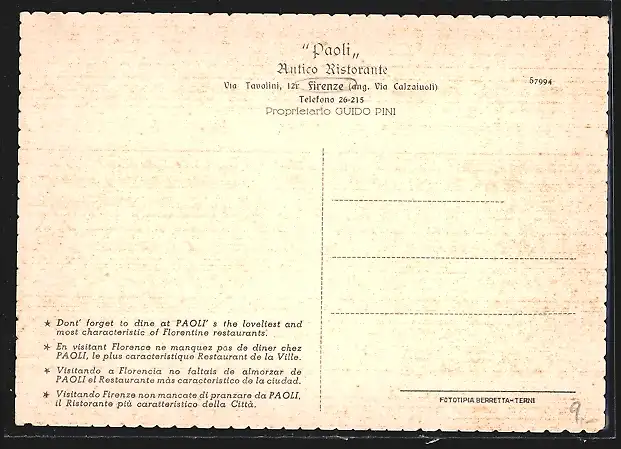 "Paoli„
Antico Ristorante
Via Tavolini, 12r Firenze (ang. Via Calzaiuoli)
57994
Telefono 26-215
Proprietario GUIDO PINI
★ Dont' forget to dine at PAOLI' s the loveliest and
most characteristic of Florentine restaurants'.
★ En visitant Florence ne manquez pas de diner chez
PAOLI, le plus caracteristique Restaurant de la Ville.
★ Visitando a Florencia no faltais de almorzar de
PAOLI el Restaurante màs caracteristico de la ciudad.
★ Visitando Firenze non mancate di pranzare da PAOLI,
il Ristorante più caratteristico della Città.
FOTOTIPIA BERRETTA-TERNI
9_